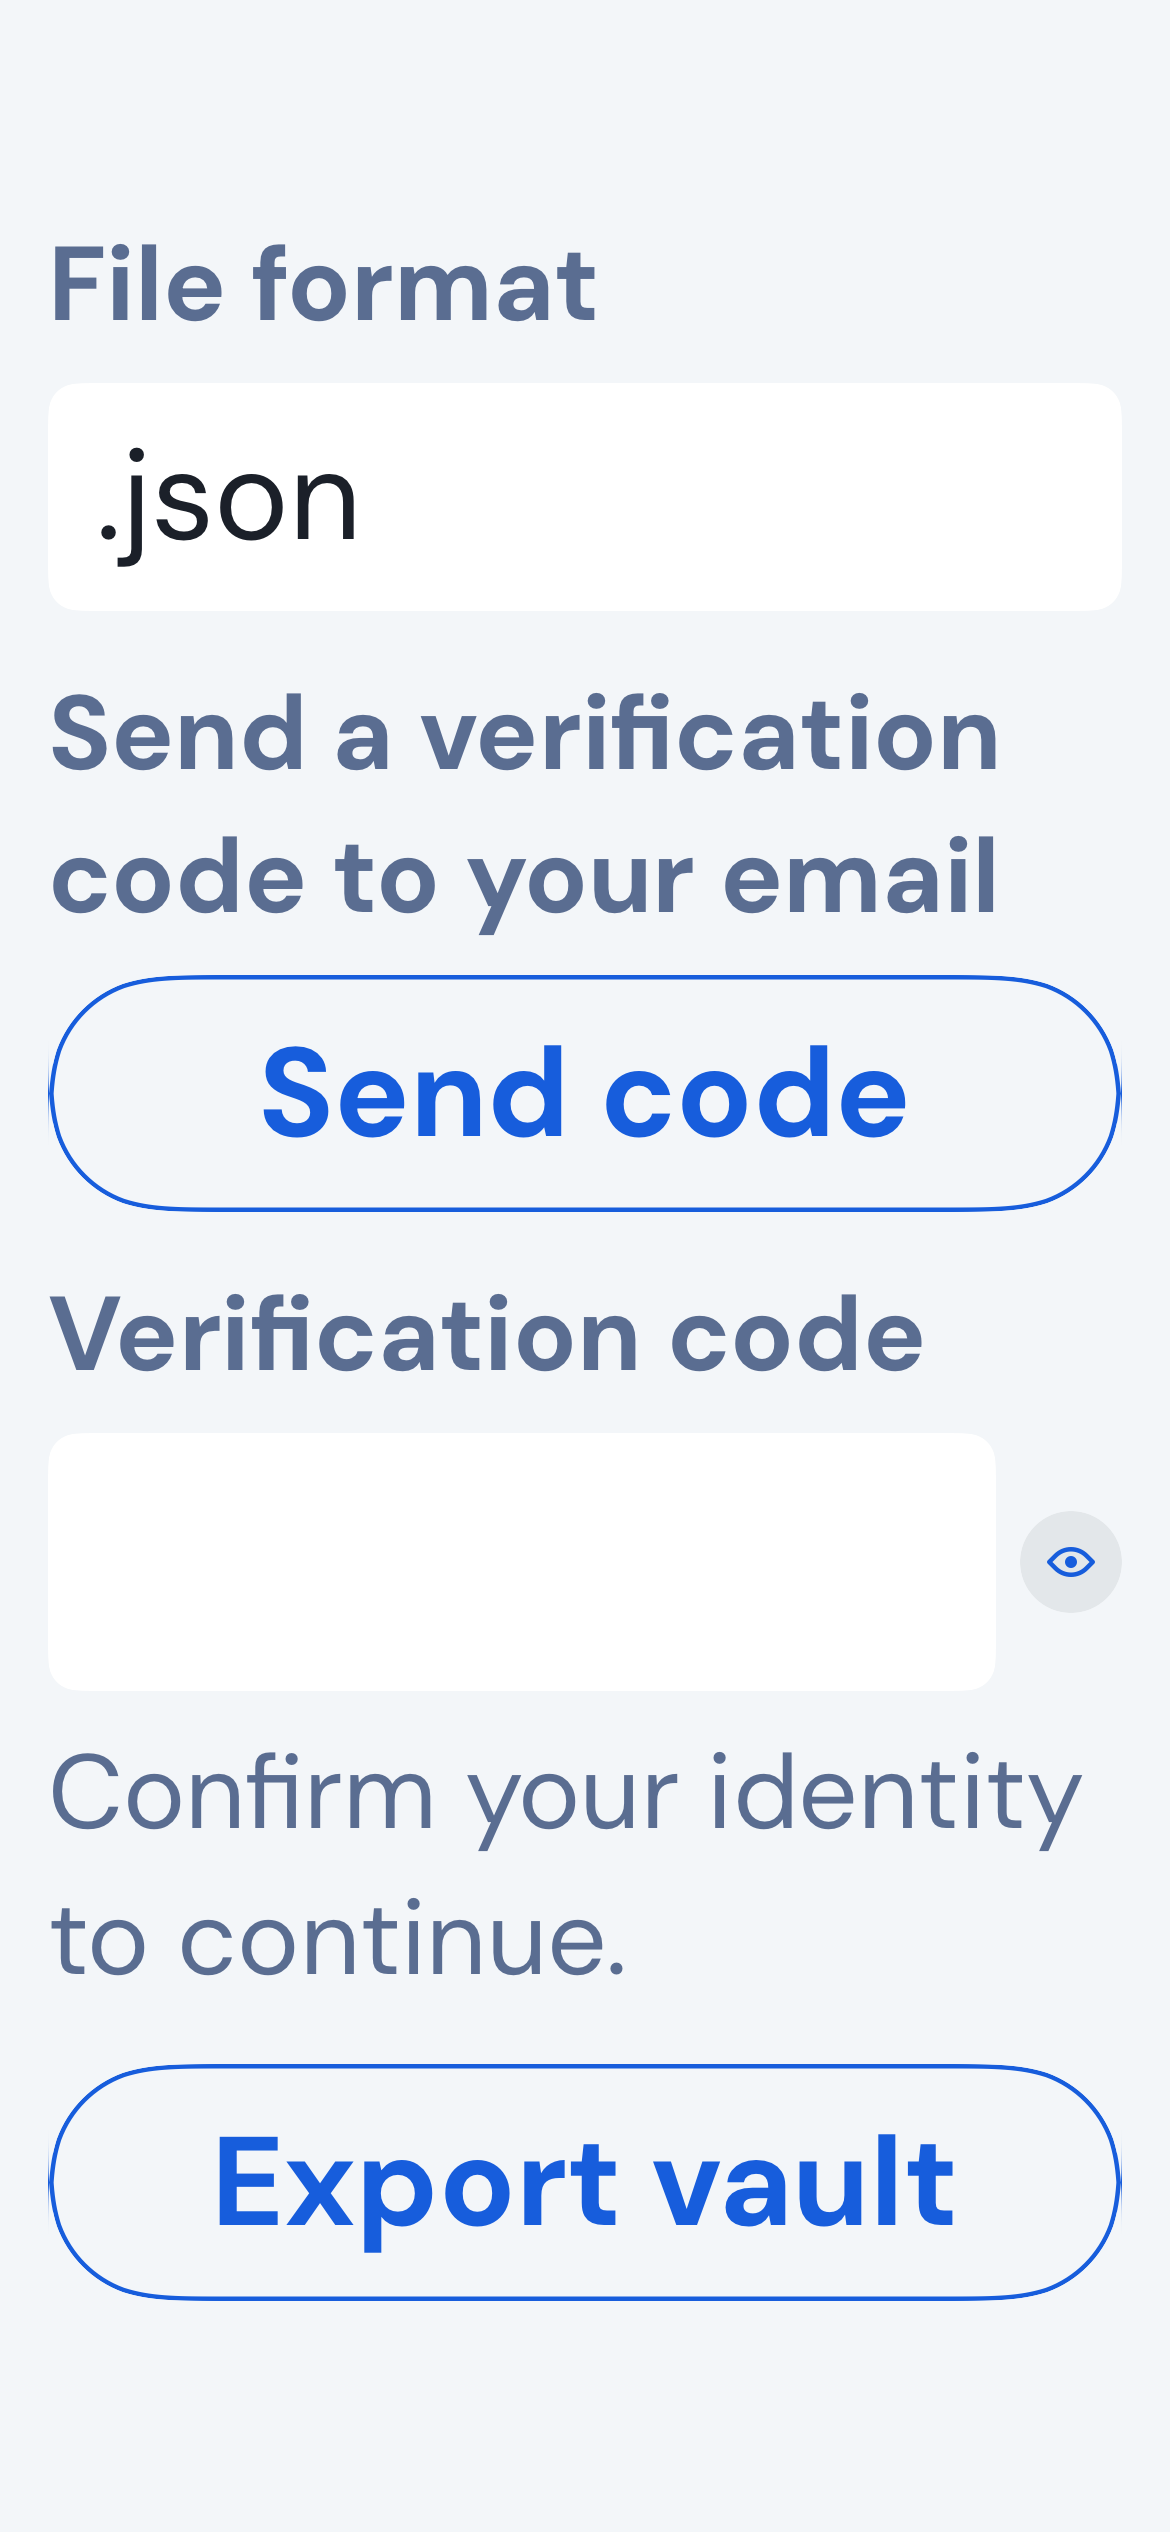 File format
.json
Send a verification
code to your email
Send code
Verification code
Confirm your identity
to continue.
Export vault